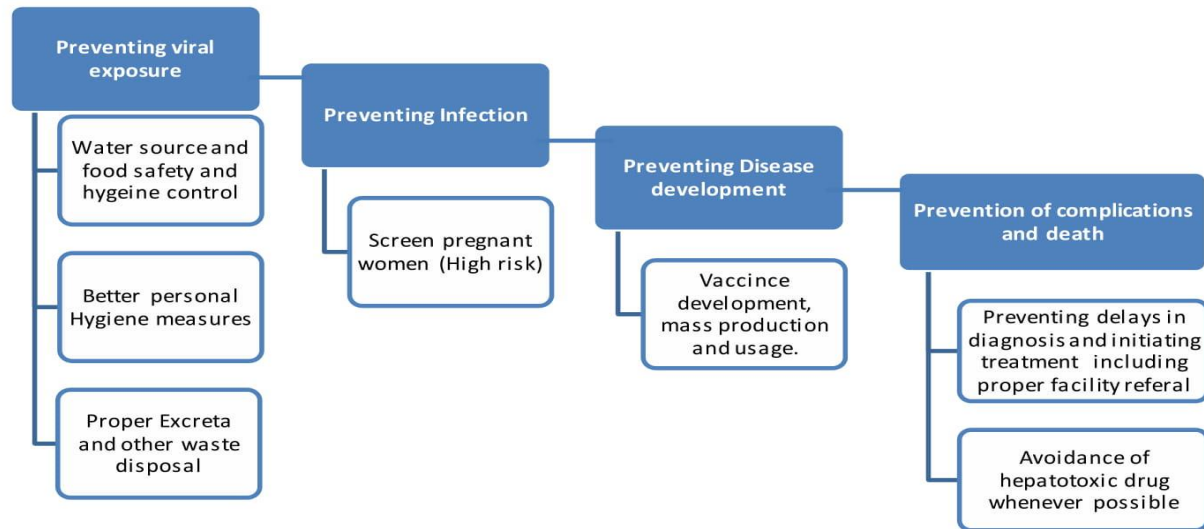 Preventing viral
exposure
Water source and
food safety and
hygeine control
Better personal
Hygiene measures
Proper Excreta
and other waste
disposal
Preventing Infection
Screen pregnant
women (High risk)
Preventing Disease
development
Vaccince
development,
mass production
and usage.
Prevention of complications
and death
Preventing delays in
diagnosis and initiating
treatment including
proper facility referal
Avoidance of
hepatotoxic drug
whenever possible